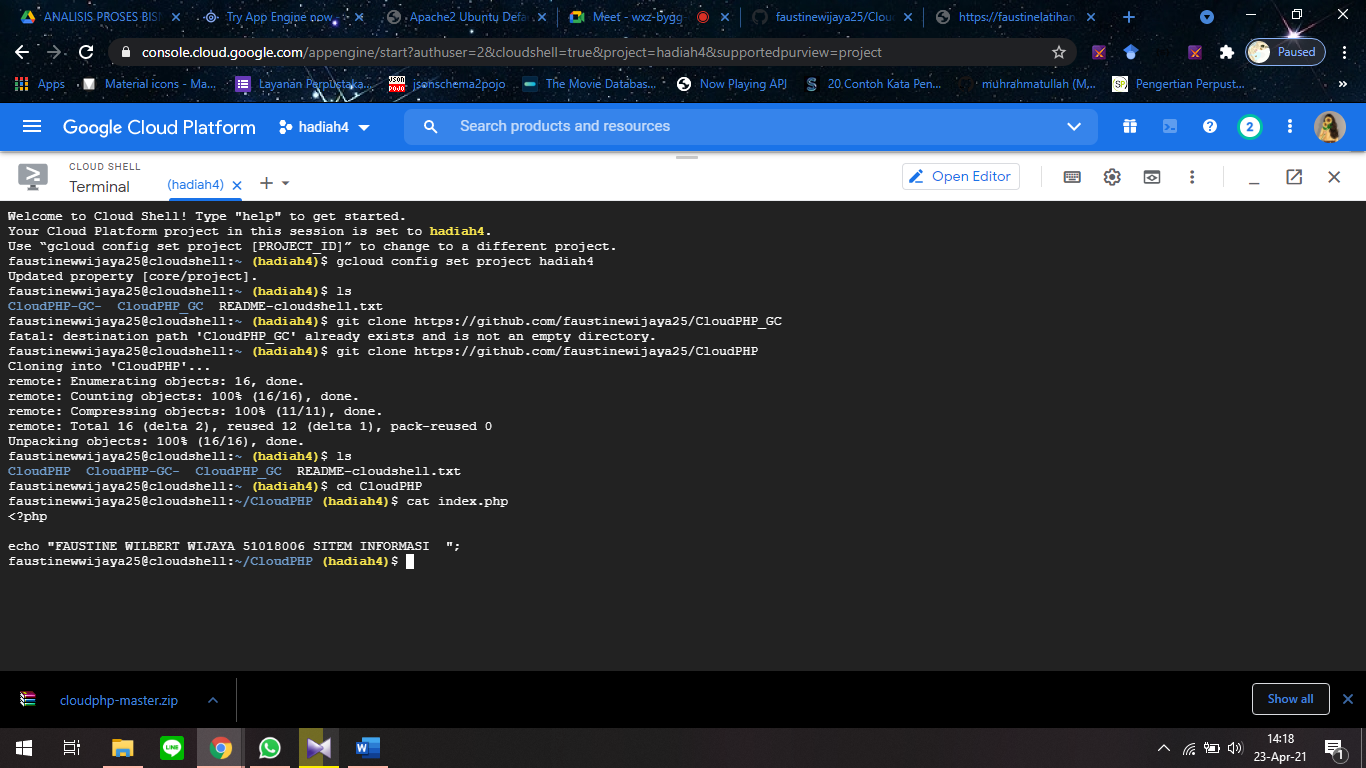 ANALISIS PROSES BIS
Try App Engine now
Apache2 Ubuntu Defa
Meet - wxz-bygq
faustinewijaya25/Clou
https://faustinelatihan
console.cloud.google.com/appengine/start?authuser=2&cloudshell=true&project=hadiah4&supportedpurview=project
Paused
Apps
Material icons - Ma...
Layanan Perpustaka...
JSON POJO
jsonschema2pojo
The Movie Databas...
Now Playing API
20 Contoh Kata Pen...
muhrahmatullah (M...
Pengertian Perpust...
»
Google Cloud Platform
hadiah4
Search products and resources
2
CLOUD SHELL
Terminal
(hadiah4)
Open Editor
Welcome to Cloud Shell! Type "help" to get started.
Your Cloud Platform project in this session is set to hadiah4.
Use “gcloud config set project [PROJECT_ID]” to change to a different project.
faustinewwijaya25@cloudshell:~ (hadiah4)$ gcloud config set project hadiah4
Updated property [core/project].
faustinewwijaya25@cloudshell:~ (hadiah4)$ ls
CloudPHP-GC-  CloudPHP_GC  README-cloudshell.txt
faustinewwijaya25@cloudshell:~ (hadiah4)$ git clone https://github.com/faustinewijaya25/CloudPHP_GC
fatal: destination path 'CloudPHP_GC' already exists and is not an empty directory.
faustinewwijaya25@cloudshell:~ (hadiah4)$ git clone https://github.com/faustinewijaya25/CloudPHP
Cloning into 'CloudPHP'...
remote: Enumerating objects: 16, done.
remote: Counting objects: 100% (16/16), done.
remote: Compressing objects: 100% (11/11), done.
remote: Total 16 (delta 2), reused 12 (delta 1), pack-reused 0
Unpacking objects: 100% (16/16), done.
faustinewwijaya25@cloudshell:~ (hadiah4)$ ls
CloudPHP  CloudPHP-GC-  CloudPHP_GC  README-cloudshell.txt
faustinewwijaya25@cloudshell:~ (hadiah4)$ cd CloudPHP
faustinewwijaya25@cloudshell:~/CloudPHP (hadiah4)$ cat index.php
<?php
echo "FAUSTINE WILBERT WIJAYA 51018006 SITEM INFORMASI  ";
faustinewwijaya25@cloudshell:~/CloudPHP (hadiah4)$
cloudphp-master.zip
Show all
LINE
14:18
23-Apr-21
1